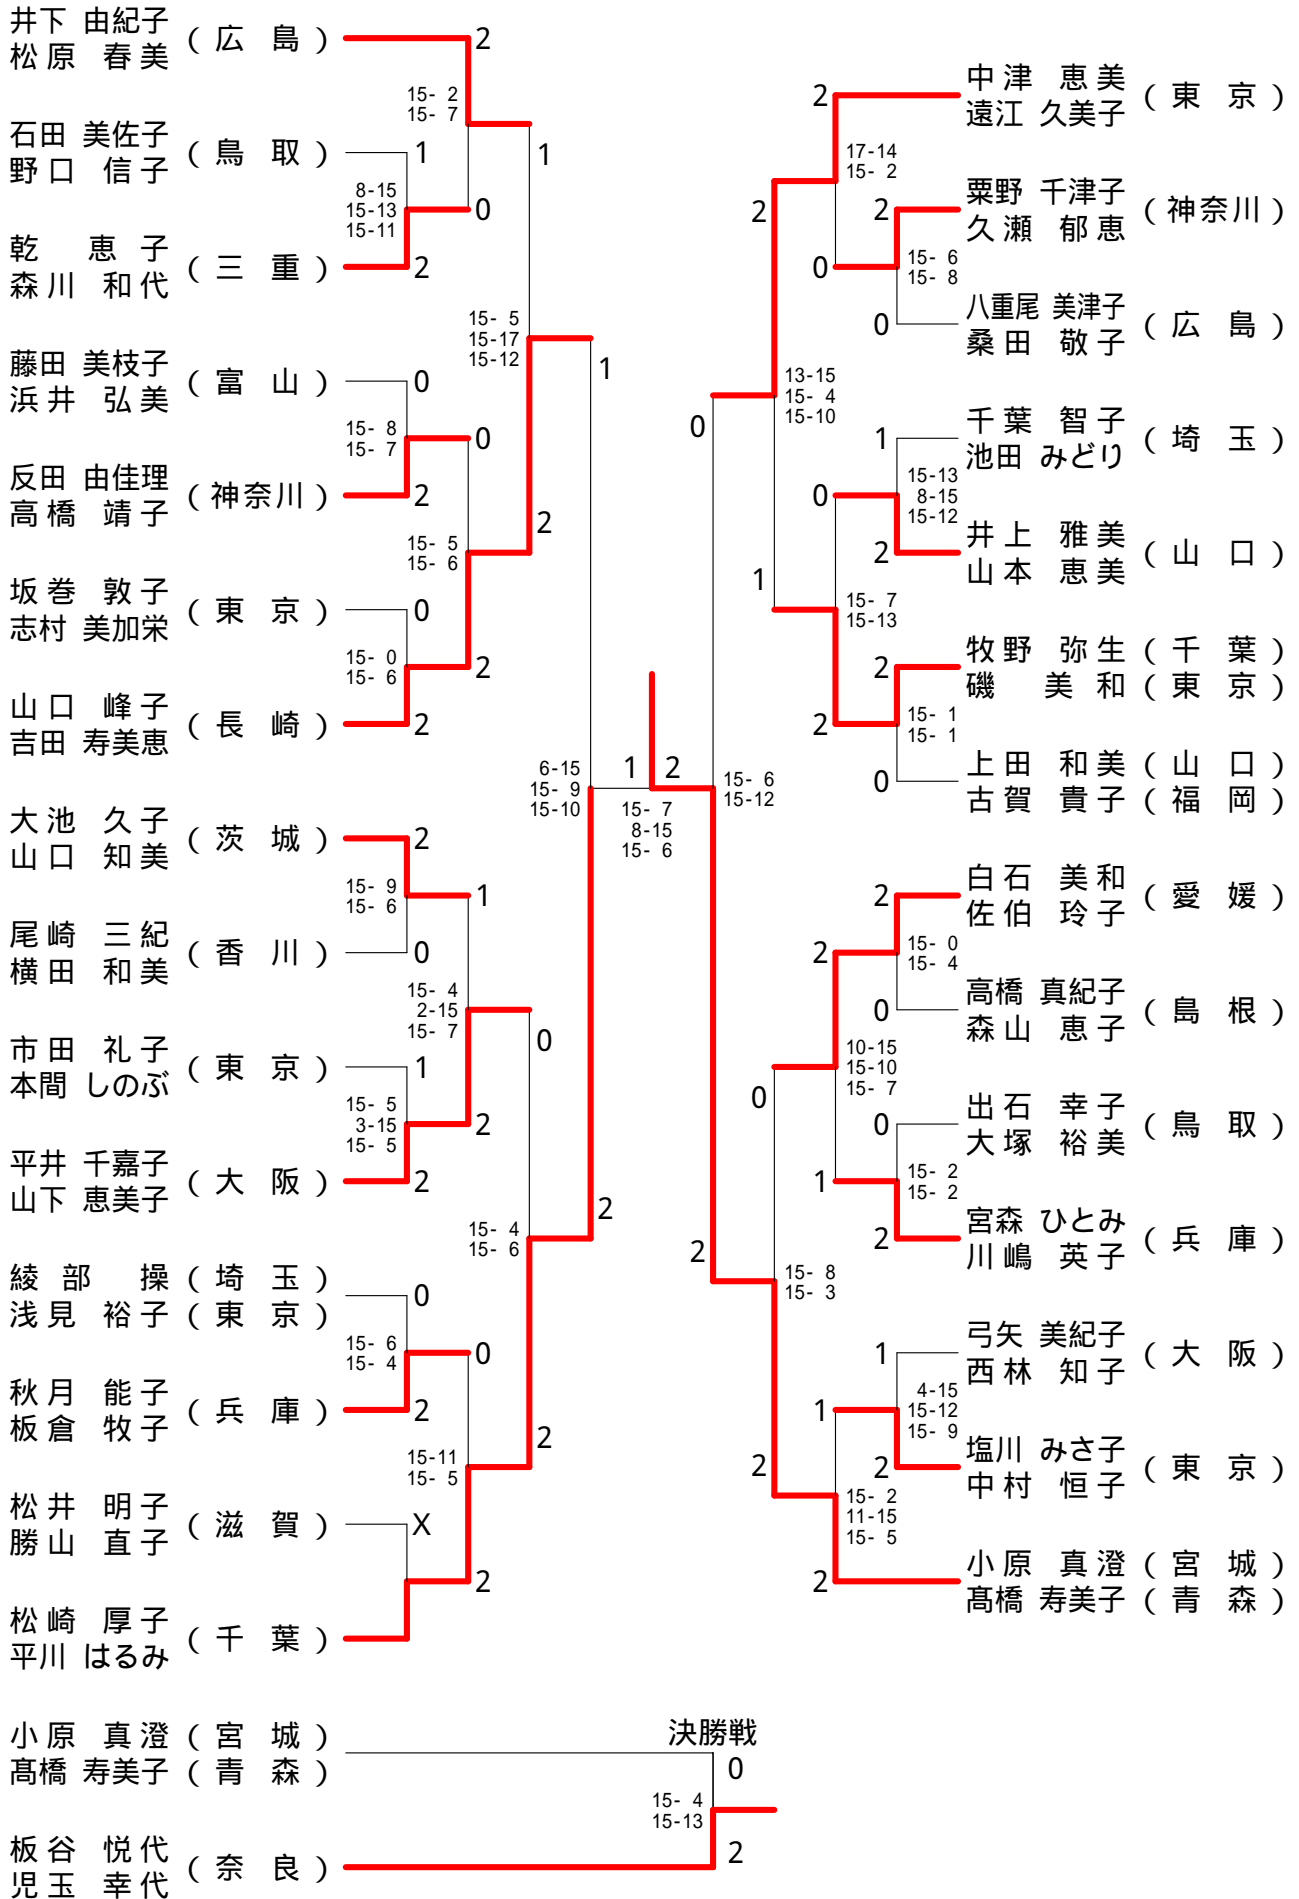 井下 由紀子
松原 春美
(広 島)
2
15- 2
15- 7
石田 美佐子
野口 信子
(鳥 取)
1
1
8-15
15-13
15-11
0
乾 恵子
森川 和代
(三 重)
2
15- 5
15-17
15-12
1
藤田 美枝子
浜井 弘美
(富 山)
0
15- 8
15- 7
0
反田 由佳理
高橋 靖子
(神奈川)
2
2
15- 5
15- 6
坂巻 敦子
志村 美加栄
(東 京)
0
15- 0
15- 6
2
山口 峰子
吉田 寿美恵
(長 崎)
2
6-15
15- 9
15-10
大池 久子
山口 知美
(茨 城)
2
15- 9
15- 6
1
尾崎 三紀
横田 和美
(香 川)
0
15- 4
2-15
15- 7
0
市田 礼子
本間 しのぶ
(東 京)
1
15- 5
3-15
15- 5
2
平井 千嘉子
山下 恵美子
(大 阪)
2
2
15- 4
15- 6
綾部 操 (埼 玉)
浅見 裕子 (東 京)
0
15- 6
15- 4
0
秋月 能子
板倉 牧子
(兵 庫)
2
2
15-11
15- 5
松井 明子
勝山 直子
(滋 賀)
X
2
松崎 厚子
平川 はるみ
(千 葉)
1 2
15- 7
8-15
15- 6
中津 恵美
遠江 久美子
(東 京)
2
17-14
15- 2
2
粟野 千津子
久瀬 郁恵
(神奈川)
2
15- 6
15- 8
0
八重尾 美津子
桑田 敬子
(広 島)
0
13-15
15- 4
15-10
0
千葉 智子
池田 みどり
(埼 玉)
1
15-13
8-15
15-12
0
井上 雅美
山本 恵美
(山 口)
2
1
15- 7
15-13
牧野 弥生 (千 葉)
磯 美和 (東 京)
2
15- 1
15- 1
2
上田 和美 (山 口)
古賀 貴子 (福 岡)
0
15- 6
15-12
白石 美和
佐伯 玲子
(愛 媛)
2
15- 0
15- 4
2
高橋 真紀子
森山 恵子
(島 根)
0
10-15
15-10
15- 7
0
出石 幸子
大塚 裕美
(鳥 取)
0
15- 2
15- 2
1
宮森 ひとみ
川嶋 英子
(兵 庫)
2
2
15- 8
15- 3
弓矢 美紀子
西林 知子
(大 阪)
1
4-15
15-12
15- 9
1
塩川 みさ子
中村 恒子
(東 京)
2
2
15- 2
11-15
15- 5
小原 真澄 (宮 城)
髙橋 寿美子 (青 森)
2
決勝戦
小原 真澄 (宮 城)
髙橋 寿美子 (青 森)
0
15- 4
15-13
板谷 悦代
児玉 幸代
(奈 良)
2